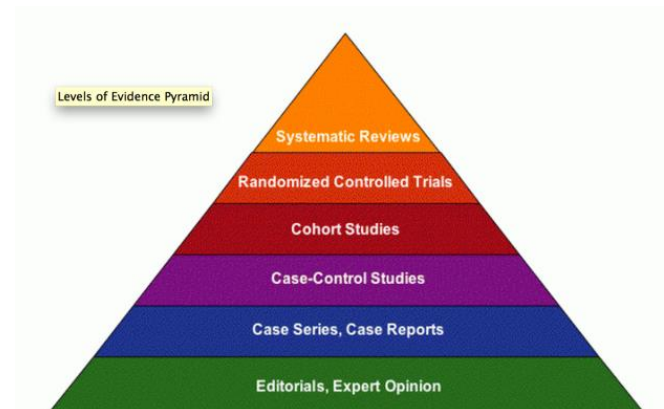 Levels of Evidence Pyramid
Systematic Reviews
Randomized Controlled Trials
Cohort Studies
Case-Control Studies
Case Series, Case Reports
Editorials, Expert Opinion